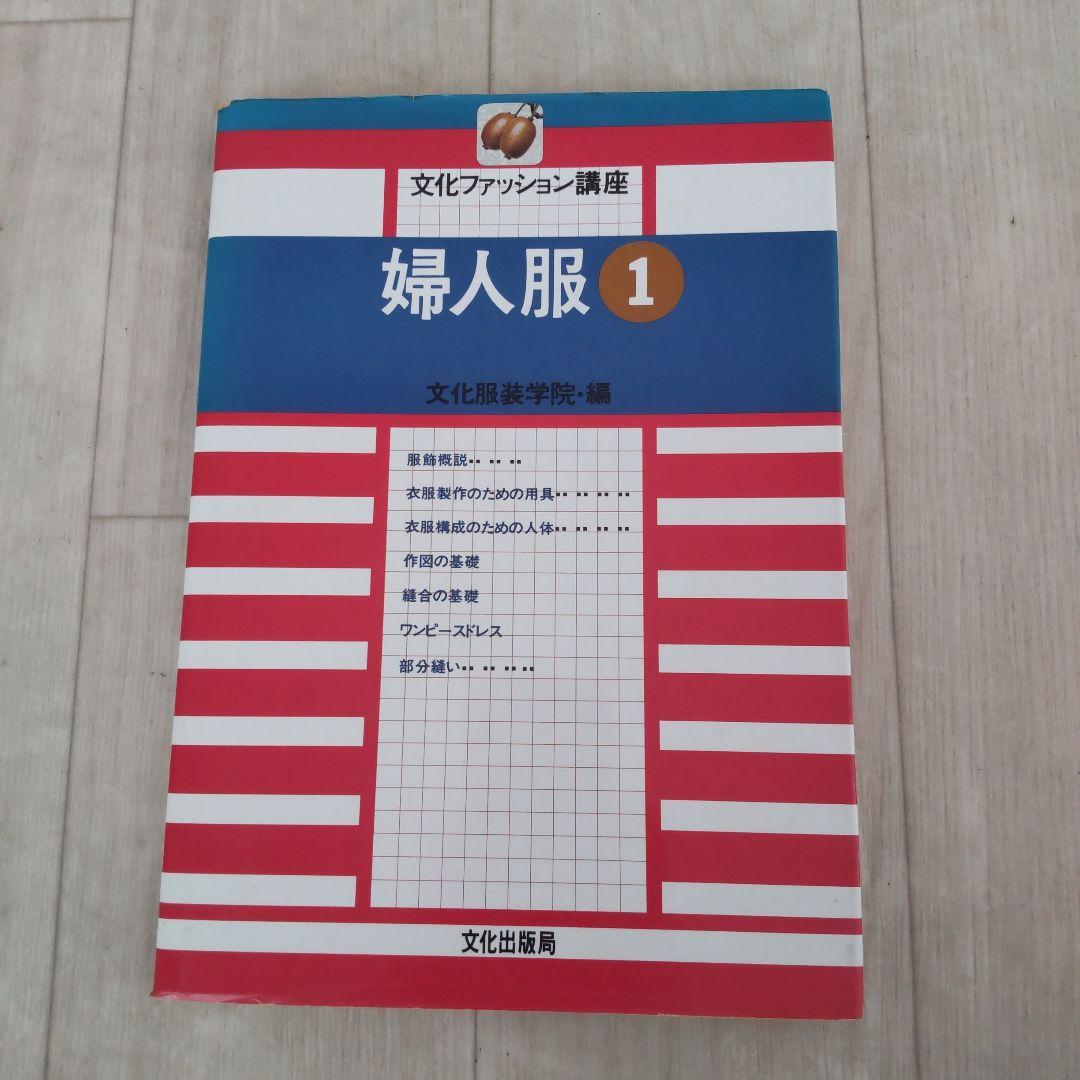 文化ファッション講座
婦人服 1
文化服装学院・編
服飾概説‥‥‥
衣服製作のための用具‥‥‥‥
衣服構成のための人体‥‥‥‥
作図の基礎
縫合の基礎
ワンピースドレス
部分縫い‥‥‥‥
文化出版局